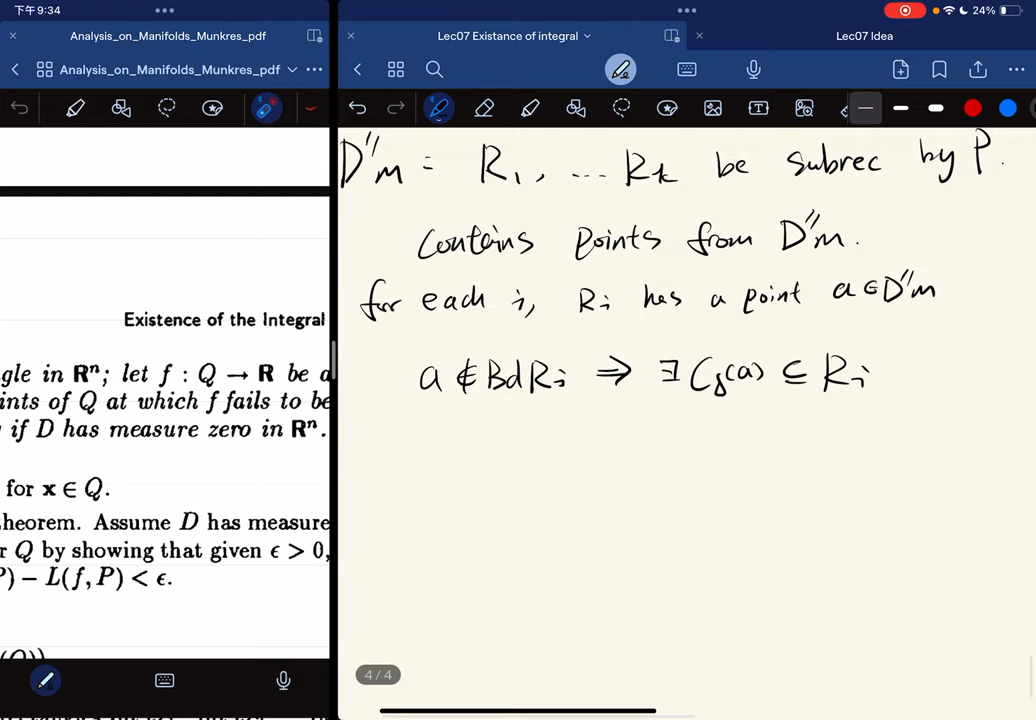 下午9:34
24%
Analysis_on_Manifolds_Munkres_pdf
Analysis_on_Manifolds_Munkres_pdf
Existence of the Integral
gle in Rⁿ; let f : Q → R be a
ints of Q at which f fails to be
if D has measure zero in Rⁿ.
for x ∈ Q.
heorem. Assume D has measure
r Q by showing that given ϵ > 0,
P) − L(f, P) < ϵ.
(Q))
Lec07 Existance of integral
Lec07 Idea
D''m = R₁, ... Rₖ be subrec by P.
contains points from D''m.
for each i, Rᵢ has a point a ∈ D''m
a ∉ Bd Rᵢ ⇒ ∃ Cδ(a) ⊆ Rᵢ
4 / 4